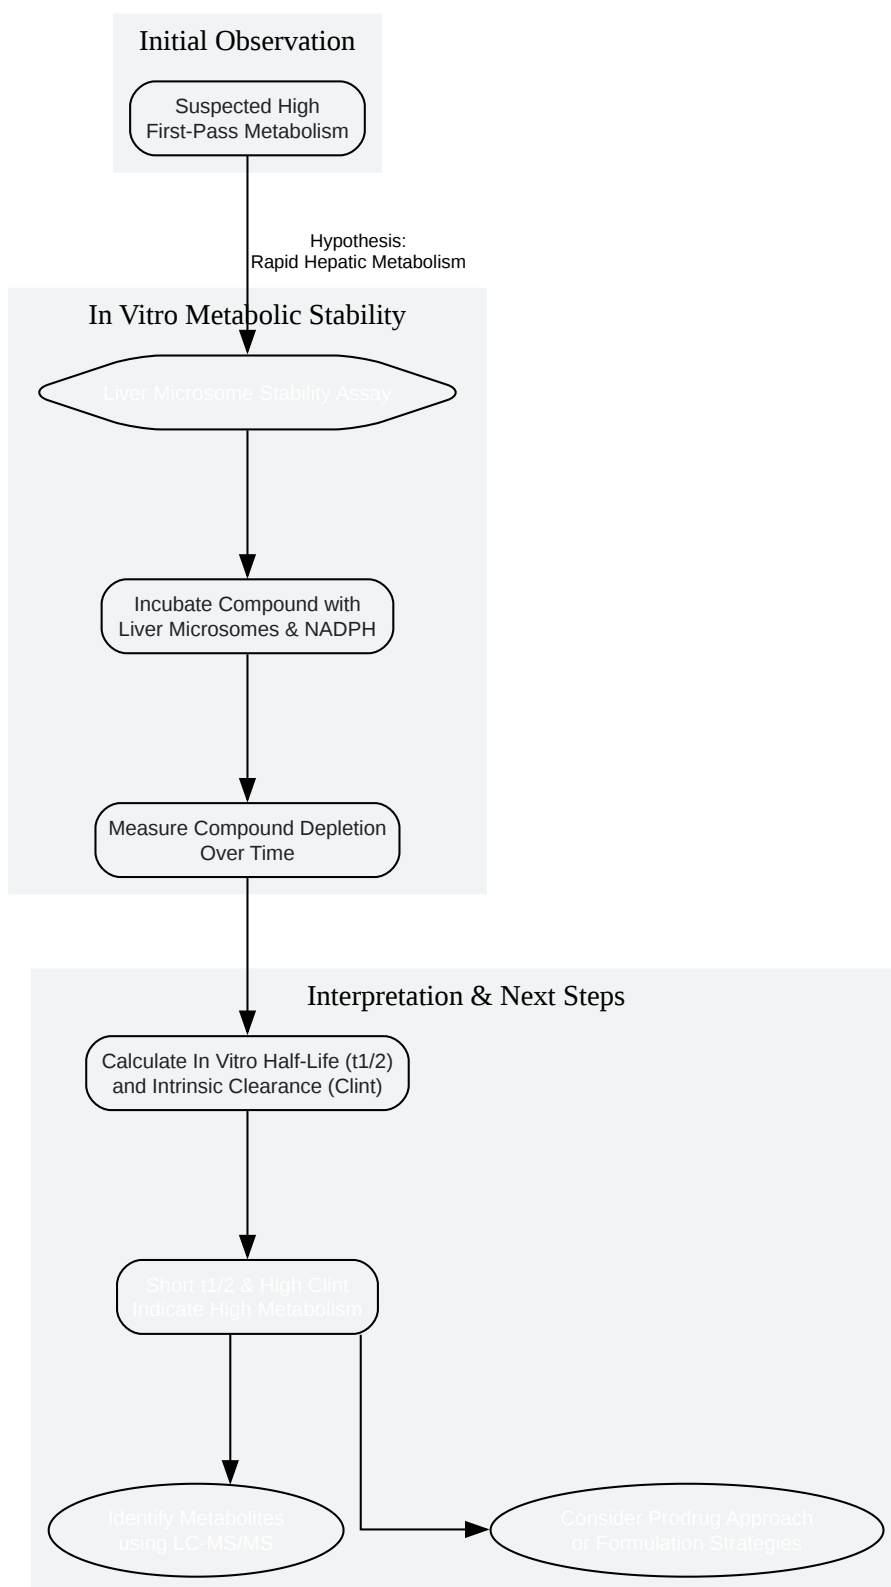 Initial Observation
Suspected High
First-Pass Metabolism
Hypothesis:
Rapid Hepatic Metabolism
In Vitro Metabolic Stability
Liver Microsome Stability Assay
Incubate Compound with
Liver Microsomes & NADPH
Measure Compound Depletion
Over Time
Interpretation & Next Steps
Calculate In Vitro Half-Life (t1/2)
and Intrinsic Clearance (Clint)
Short t1/2 & High Clint
Indicate High Metabolism
Identify Metabolites
using LC-MS/MS
Consider Prodrug Approach
or Formulation Strategies